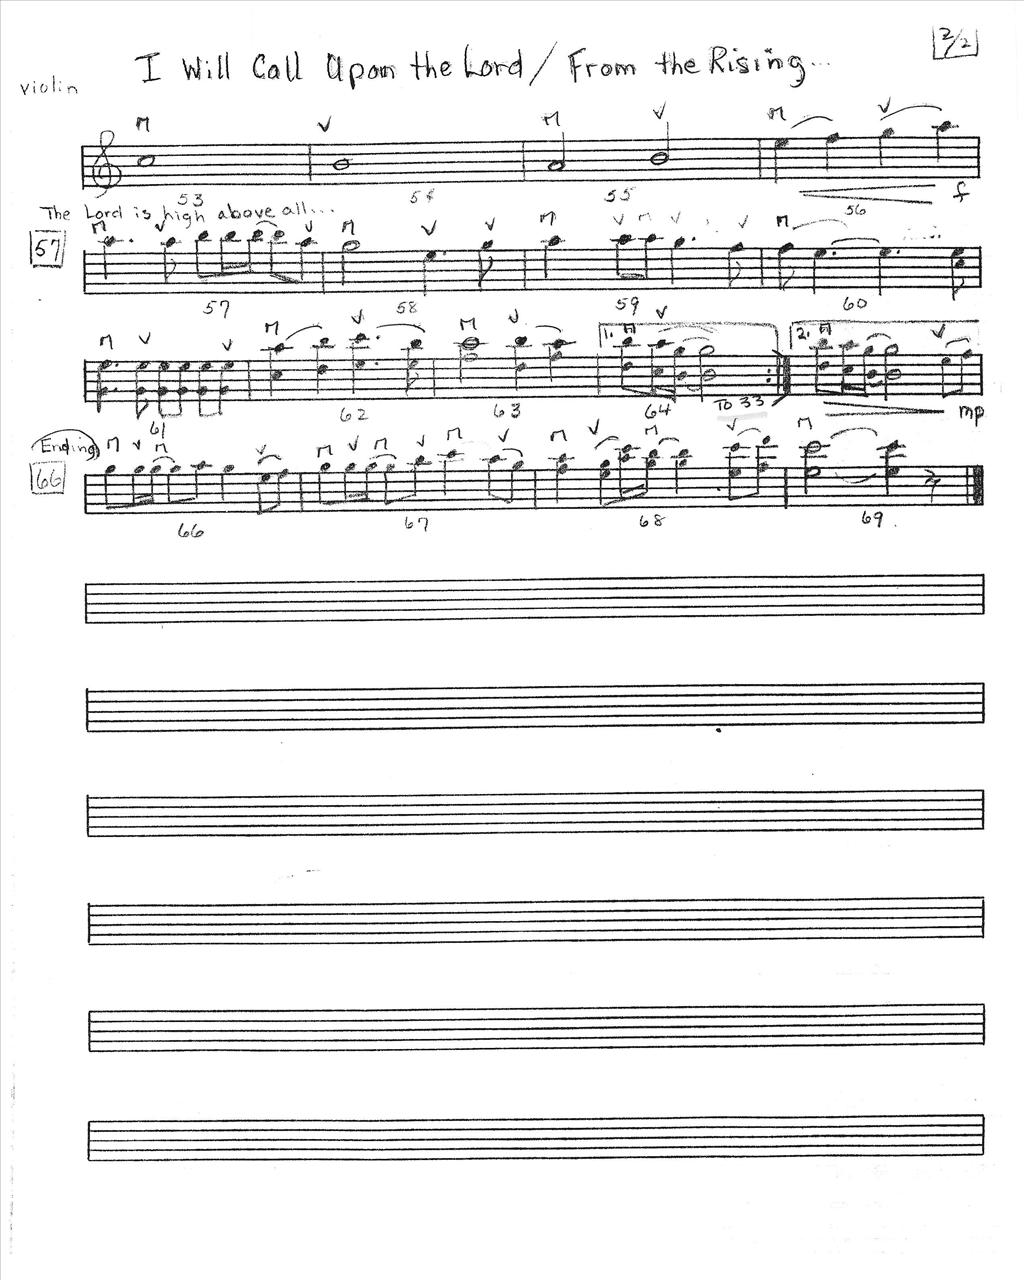 2/2
I Will Call Upon the Lord / From the Rising...
violin
53 54 55 56 f
The Lord is high above all...
57
57 58 59 60
1. 2.
61 62 63 64 To 33 mp
Ending
66
66 67 68 69